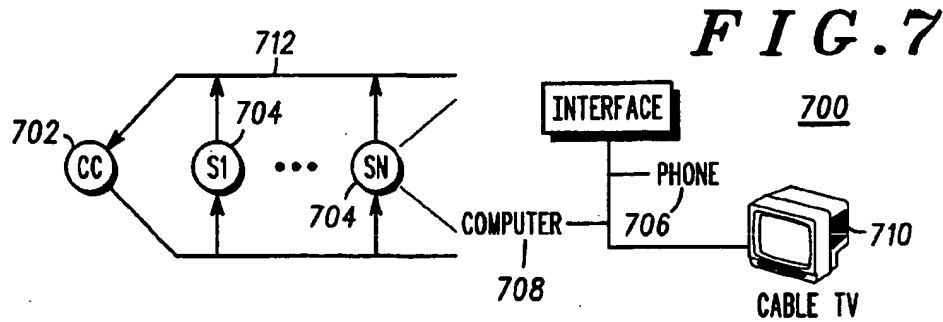 FIG.7
712
702
CC
704
S1
•••
704
SN
INTERFACE
700
PHONE
706
COMPUTER
708
710
CABLE TV